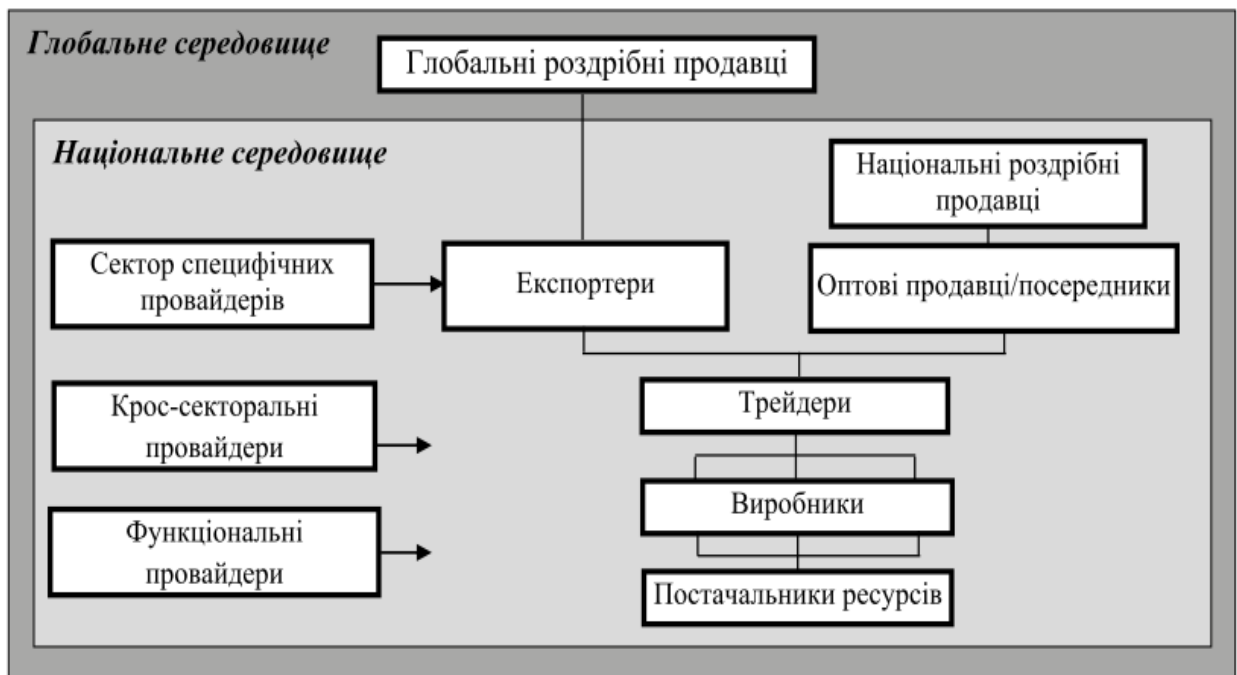 Глобальне середовище
Глобальні роздрібні продавці
Національне середовище
Національні роздрібні
продавці
Сектор специфічних
провайдерів
Експортери
Оптові продавці/посередники
Крос-секторальні
провайдери
Трейдери
Функціональні
провайдери
Виробники
Постачальники ресурсів